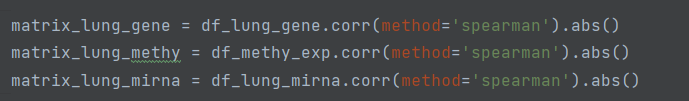 matrix_lung_gene = df_lung_gene.corr(method='spearman').abs()
matrix_lung_methy = df_methy_exp.corr(method='spearman').abs()
matrix_lung_mirna = df_lung_mirna.corr(method='spearman').abs()